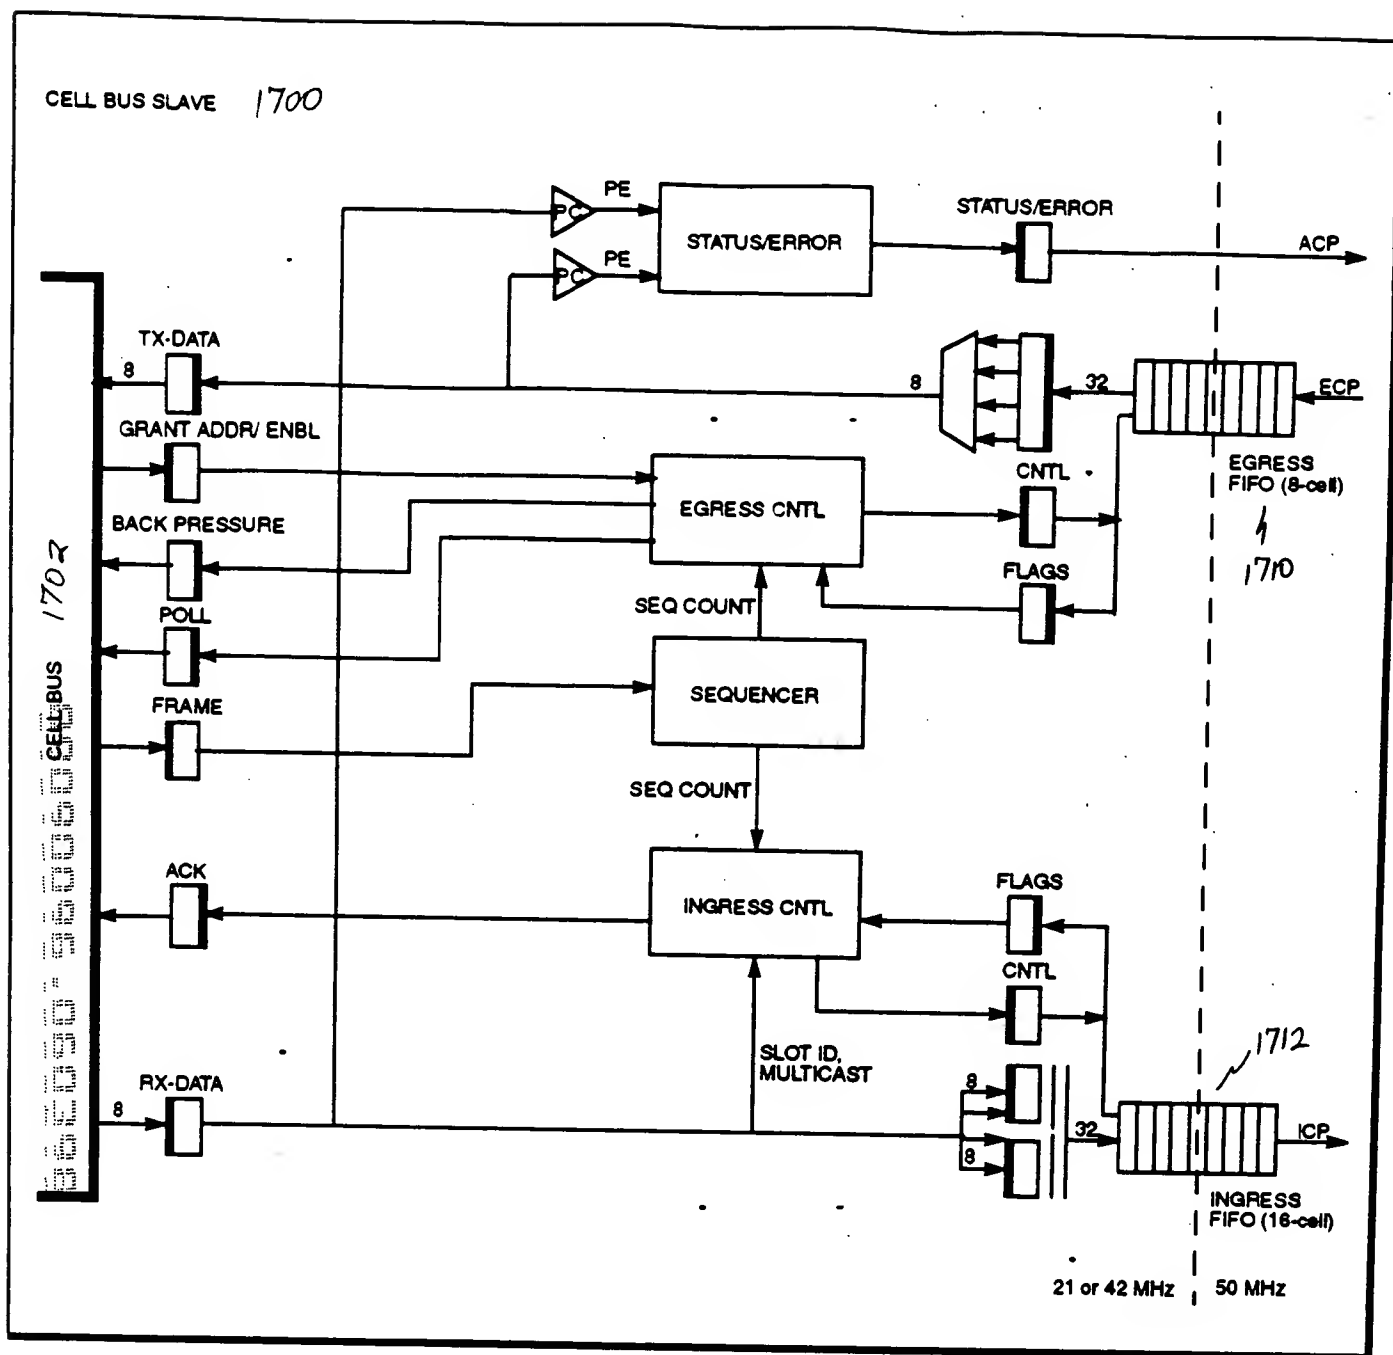 CELL BUS SLAVE 1700
PC
PE
STATUS/ERROR
STATUS/ERROR
ACP
PC
PE
TX-DATA
8
8
32
ECP
GRANT ADDR/ ENBL
EGRESS CNTL
CNTL
EGRESS
FIFO (8-cell)
1710
BACK PRESSURE
FLAGS
SEQ COUNT
POLL
SEQUENCER
FRAME
CELL BUS 1702
SEQ COUNT
ACK
INGRESS CNTL
FLAGS
CNTL
SLOT ID,
MULTICAST
1712
RX-DATA
8
8
8
32
ICP
INGRESS
FIFO (16-cell)
21 or 42 MHz
50 MHz